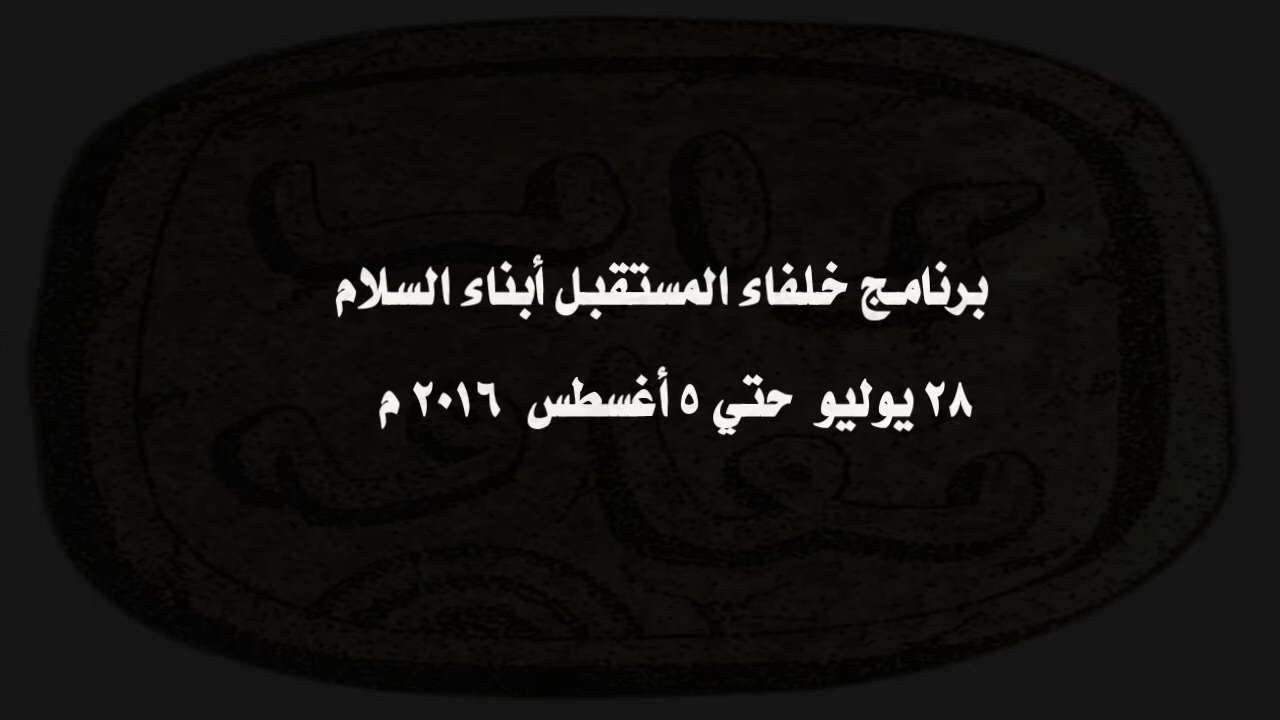 برنامج خلفاء المستقبل أبناء السلام
٢٨ يوليو حتي ٥ أغسطس ٢٠١٦ م